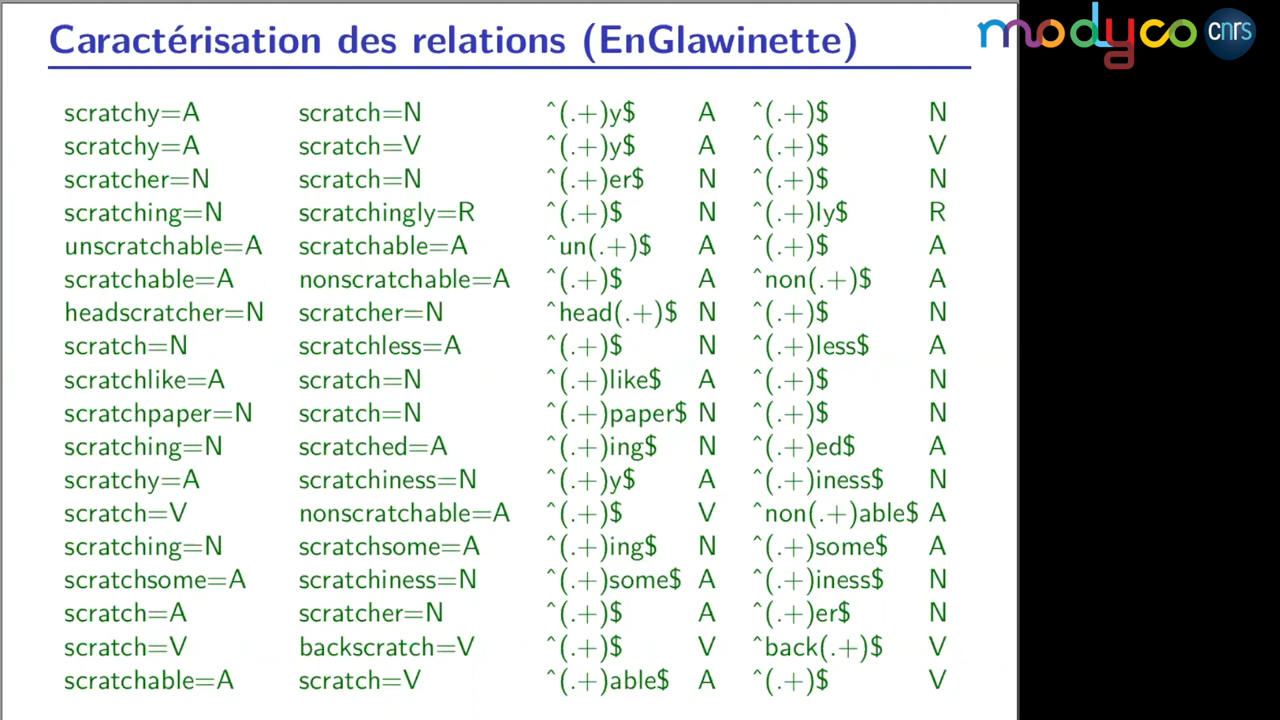 Caractérisation des relations (EnGlawinette)
modyco cnrs
scratchy=A scratch=N ^(.+)y$ A ^(.+)$ N
scratchy=A scratch=V ^(.+)y$ A ^(.+)$ V
scratcher=N scratch=N ^(.+)er$ N ^(.+)$ N
scratching=N scratchingly=R ^(.+)$ N ^(.+)ly$ R
unscratchable=A scratchable=A ^un(.+)$ A ^(.+)$ A
scratchable=A nonscratchable=A ^(.+)$ A ^non(.+)$ A
headscratcher=N scratcher=N ^head(.+)$ N ^(.+)$ N
scratch=N scratchless=A ^(.+)$ N ^(.+)less$ A
scratchlike=A scratch=N ^(.+)like$ A ^(.+)$ N
scratchpaper=N scratch=N ^(.+)paper$ N ^(.+)$ N
scratching=N scratched=A ^(.+)ing$ N ^(.+)ed$ A
scratchy=A scratchiness=N ^(.+)y$ A ^(.+)iness$ N
scratch=V nonscratchable=A ^(.+)$ V ^non(.+)able$ A
scratching=N scratchsome=A ^(.+)ing$ N ^(.+)some$ A
scratchsome=A scratchiness=N ^(.+)some$ A ^(.+)iness$ N
scratch=A scratcher=N ^(.+)$ A ^(.+)er$ N
scratch=V backscratch=V ^(.+)$ V ^back(.+)$ V
scratchable=A scratch=V ^(.+)able$ A ^(.+)$ V